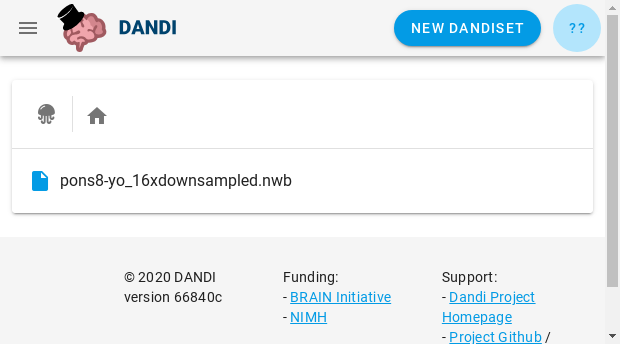 DANDI
NEW DANDISET
??
pons8-yo_16xdownsampled.nwb
© 2020 DANDI
version 66840c
Funding:
- BRAIN Initiative
- NIMH
Support:
- Dandi Project
Homepage
- Project Github /